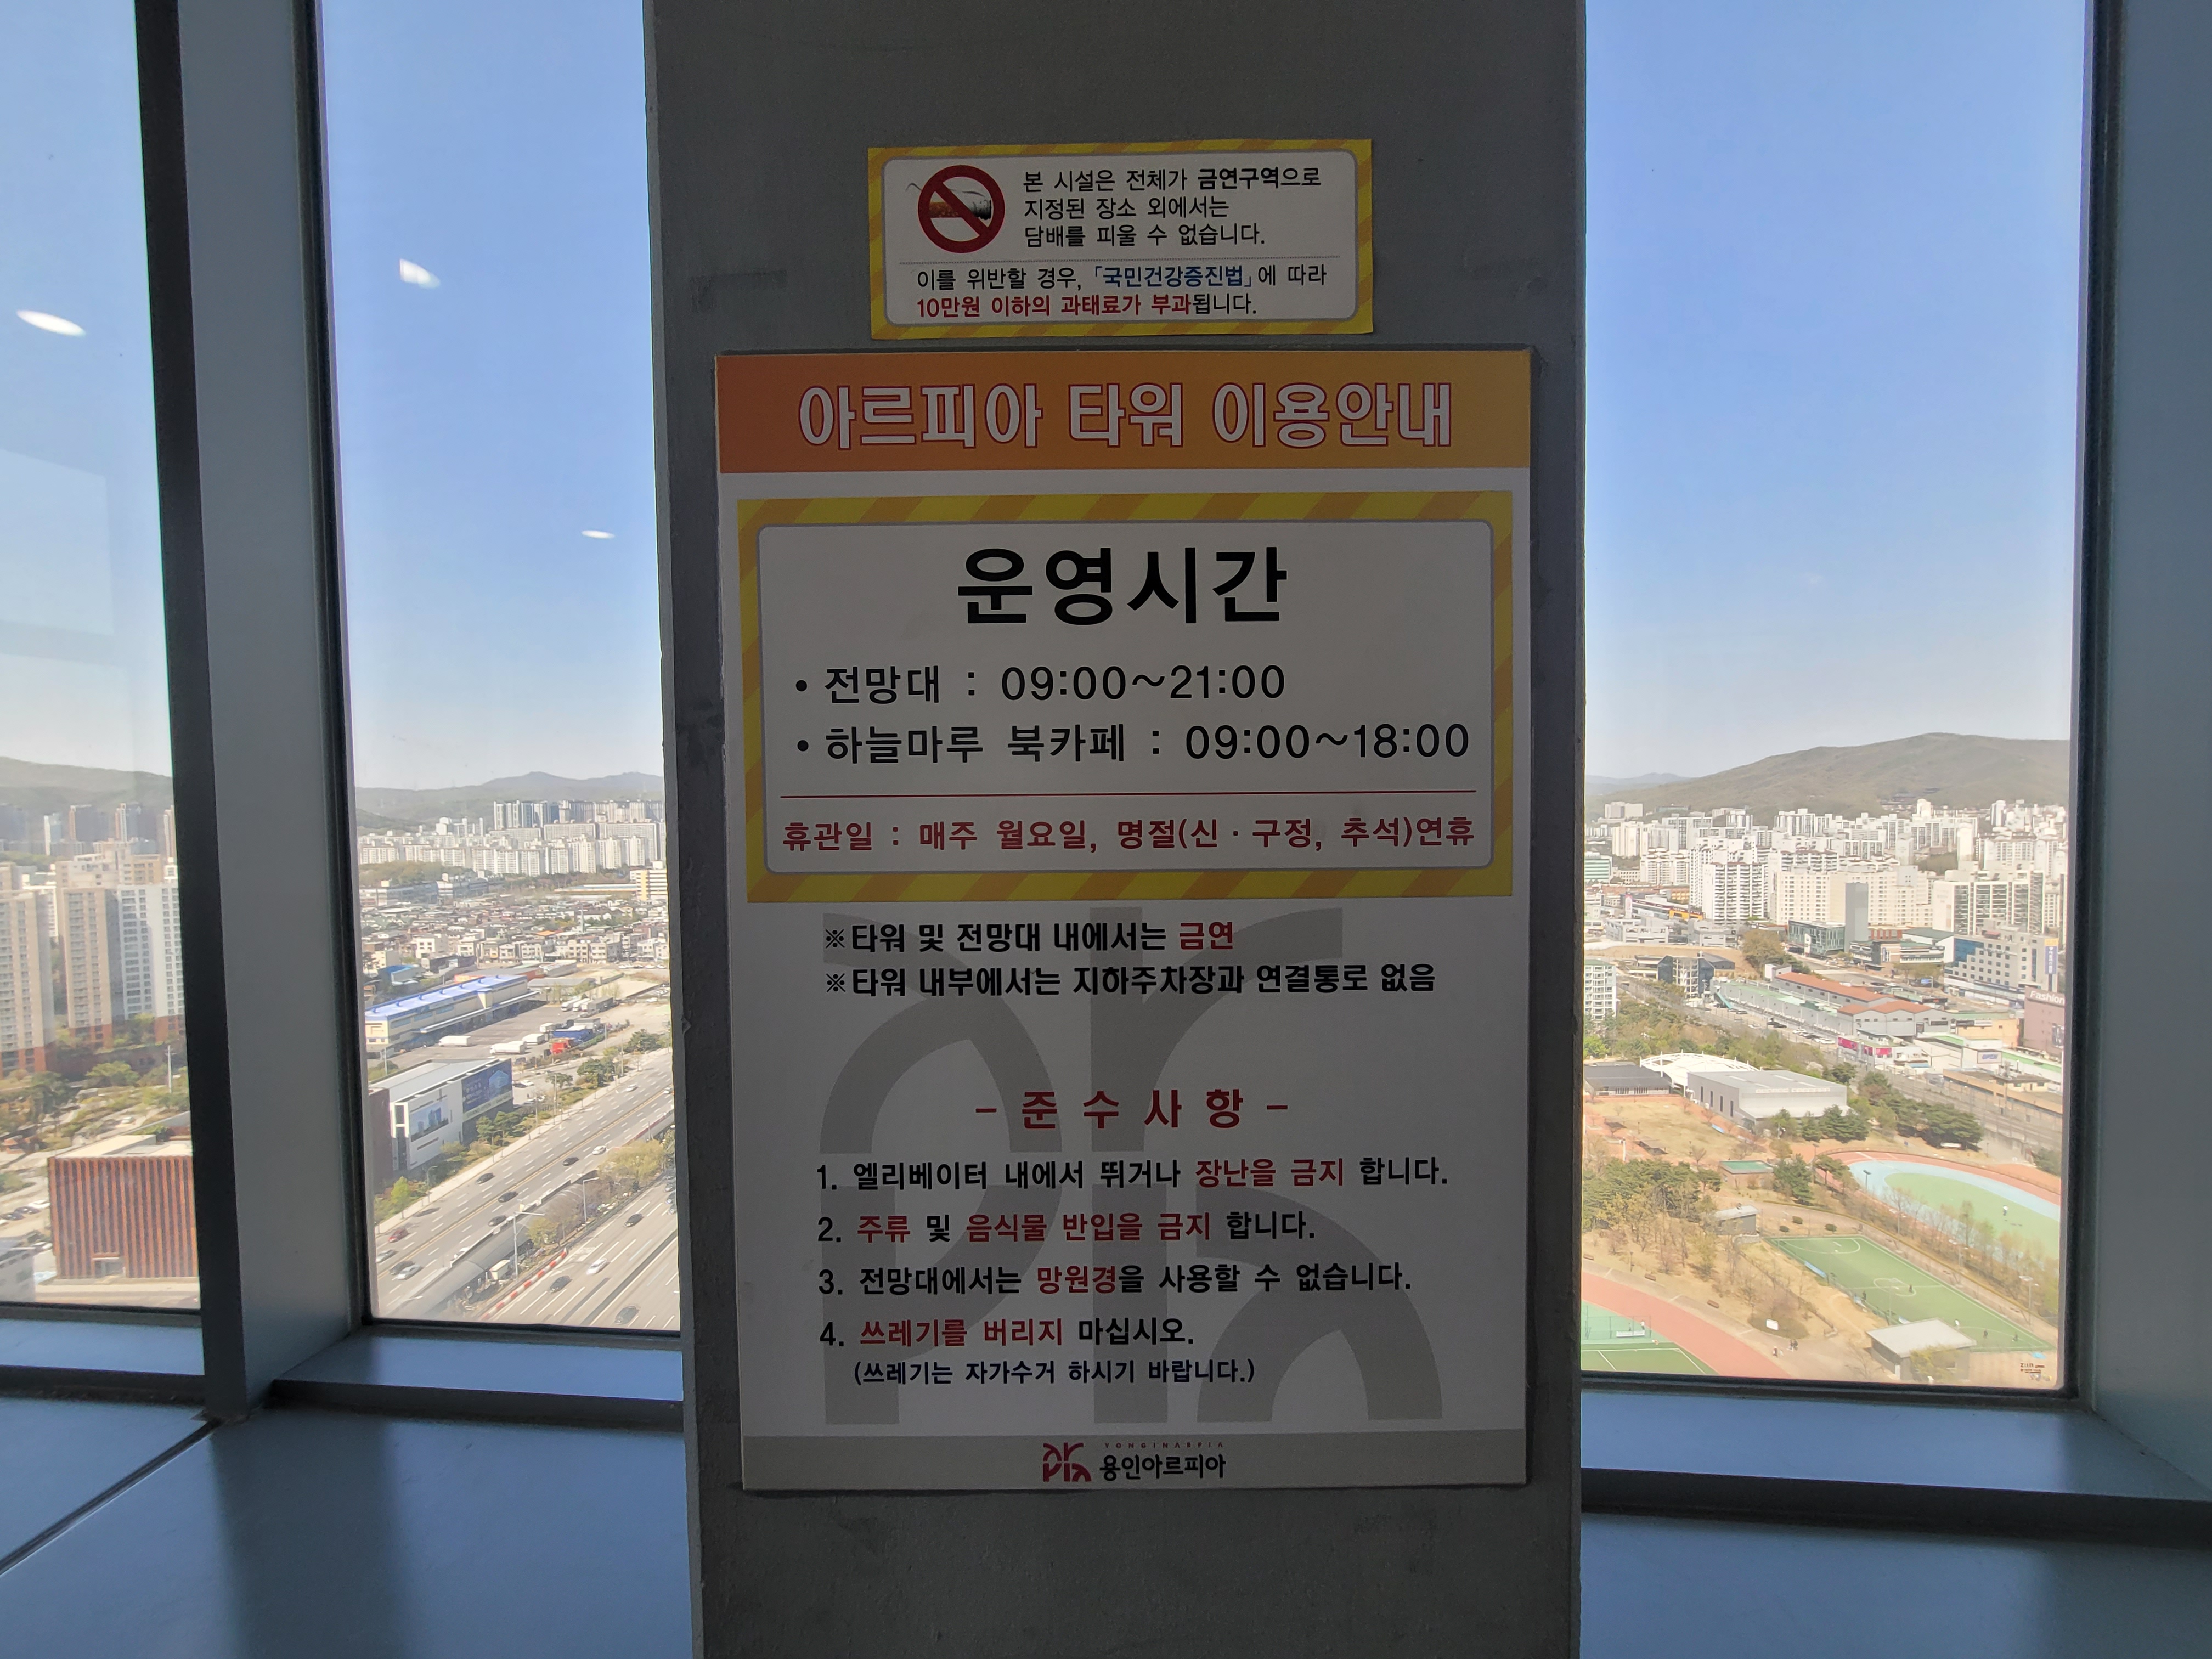 본 시설은 전체가 금연구역으로
지정된 장소 외에서는
담배를 피울 수 없습니다.
이를 위반할 경우, 「국민건강증진법」에 따라
10만원 이하의 과태료가 부과됩니다.
아르피아 타워 이용안내
운영시간
• 전망대 : 09:00~21:00
• 하늘마루 북카페 : 09:00~18:00
휴관일 : 매주 월요일, 명절(신·구정, 추석)연휴
※타워 및 전망대 내에서는 금연
※타워 내부에서는 지하주차장과 연결통로 없음
- 준 수 사 항 -
1. 엘리베이터 내에서 뛰거나 장난을 금지 합니다.
2. 주류 및 음식물 반입을 금지 합니다.
3. 전망대에서는 망원경을 사용할 수 없습니다.
4. 쓰레기를 버리지 마십시오.
(쓰레기는 자가수거 하시기 바랍니다.)
YONGINARPIA
용인아르피아
Fashion